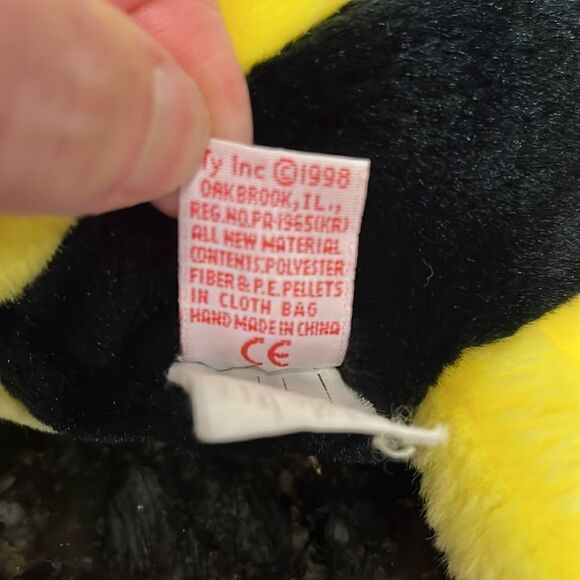 Ty Inc ©1998
OAKBROOK, IL.,
REG.NO.PA·1965(KR)
ALL NEW MATERIAL
CONTENTS:POLYESTER
FIBER & P.E. PELLETS
IN CLOTH BAG
HAND MADE IN CHINA
CE